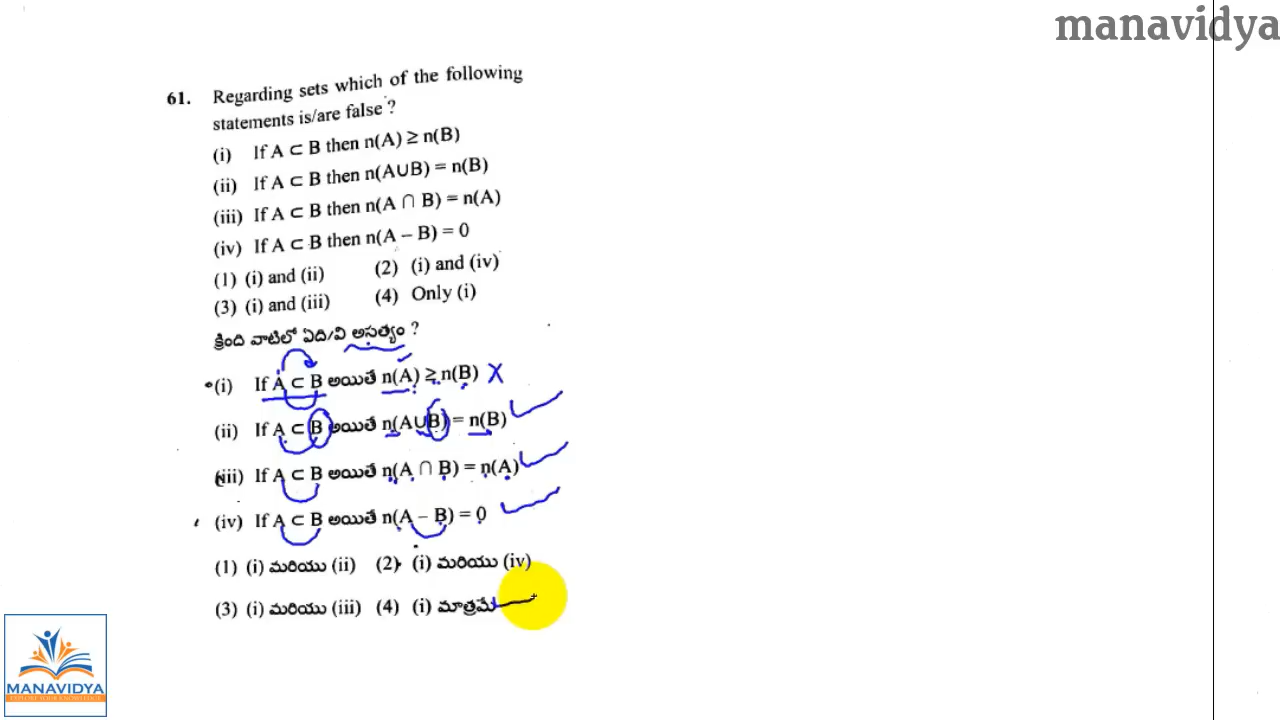 manavidya
61. Regarding sets which of the following
statements is/are false ?
(i) If A ⊂ B then n(A) ≥ n(B)
(ii) If A ⊂ B then n(A∪B) = n(B)
(iii) If A ⊂ B then n(A ∩ B) = n(A)
(iv) If A ⊂ B then n(A – B) = 0
(1) (i) and (ii) (2) (i) and (iv)
(3) (i) and (iii) (4) Only (i)
క్రింది వాటిలో ఏది/వి అసత్యం ?
(i) If A ⊂ B అయితే n(A) ≥ n(B)
(ii) If A ⊂ B అయితే n(A∪B) = n(B)
(iii) If A ⊂ B అయితే n(A ∩ B) = n(A)
(iv) If A ⊂ B అయితే n(A – B) = 0
(1) (i) మరియు (ii) (2) (i) మరియు (iv)
(3) (i) మరియు (iii) (4) (i) మాత్రమే
MANAVIDYA